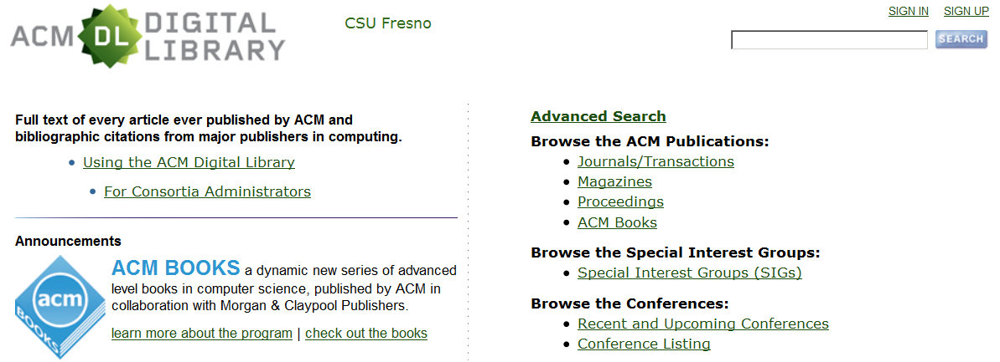 ACM DL DIGITAL LIBRARY
CSU Fresno
SIGN IN SIGN UP
SEARCH
Full text of every article ever published by ACM and
bibliographic citations from major publishers in computing.
Using the ACM Digital Library
For Consortia Administrators
Announcements
acm
BOOKS
ACM BOOKS a dynamic new series of advanced
level books in computer science, published by ACM in
collaboration with Morgan & Claypool Publishers.
learn more about the program | check out the books
Advanced Search
Browse the ACM Publications:
Journals/Transactions
Magazines
Proceedings
ACM Books
Browse the Special Interest Groups:
Special Interest Groups (SIGs)
Browse the Conferences:
Recent and Upcoming Conferences
Conference Listing